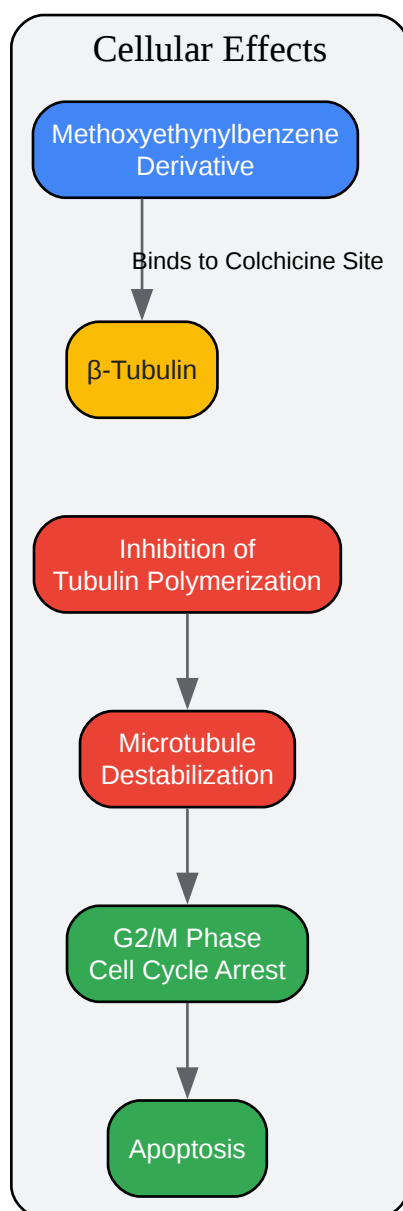 Cellular Effects
Methoxyethynylbenzene
Derivative
Binds to Colchicine Site
β-Tubulin
Inhibition of
Tubulin Polymerization
Microtubule
Destabilization
G2/M Phase
Cell Cycle Arrest
Apoptosis